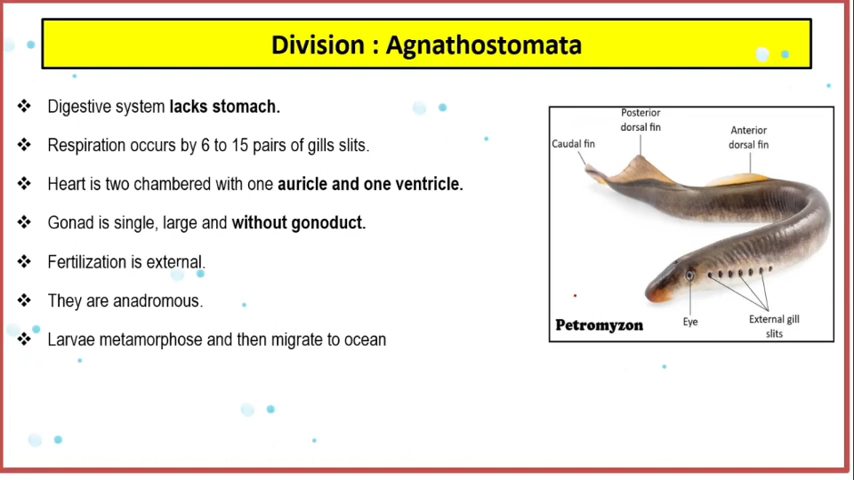 Division : Agnathostomata
❖ Digestive system lacks stomach.
❖ Respiration occurs by 6 to 15 pairs of gills slits.
❖ Heart is two chambered with one auricle and one ventricle.
❖ Gonad is single, large and without gonoduct.
❖ Fertilization is external.
❖ They are anadromous.
❖ Larvae metamorphose and then migrate to ocean
Posterior
dorsal fin
Caudal fin
Anterior
dorsal fin
Petromyzon
Eye
External gill
slits